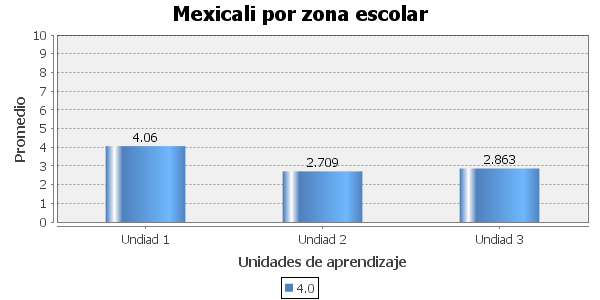 Mexicali por zona escolar
Promedio
10
9
8
7
6
5
4
3
2
1
0
4.06
2.709
2.863
Undiad 1
Undiad 2
Undiad 3
Unidades de aprendizaje
4.0